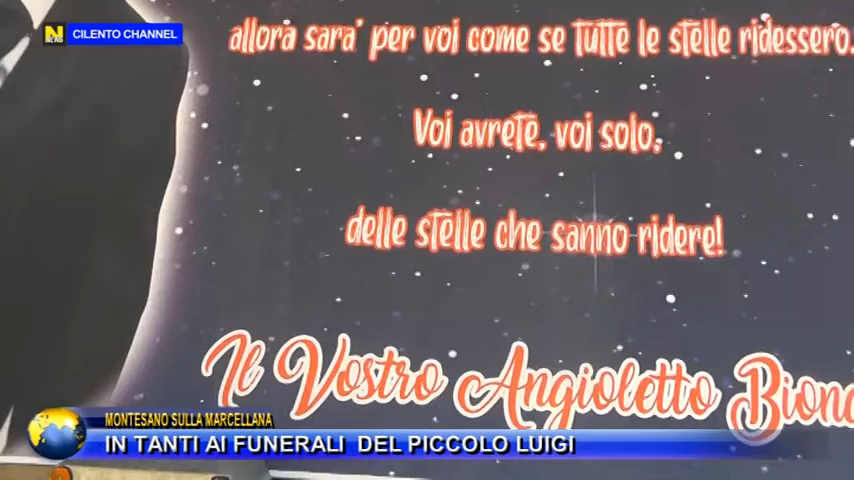 N
NEWS
CILENTO CHANNEL
allora sara' per voi come se tutte le stelle ridessero.
Voi avrete, voi solo,
delle stelle che sanno ridere!
Il Vostro Angioletto
MONTESANO SULLA MARCELLANA
IN TANTI AI FUNERALI DEL PICCOLO LUIGI